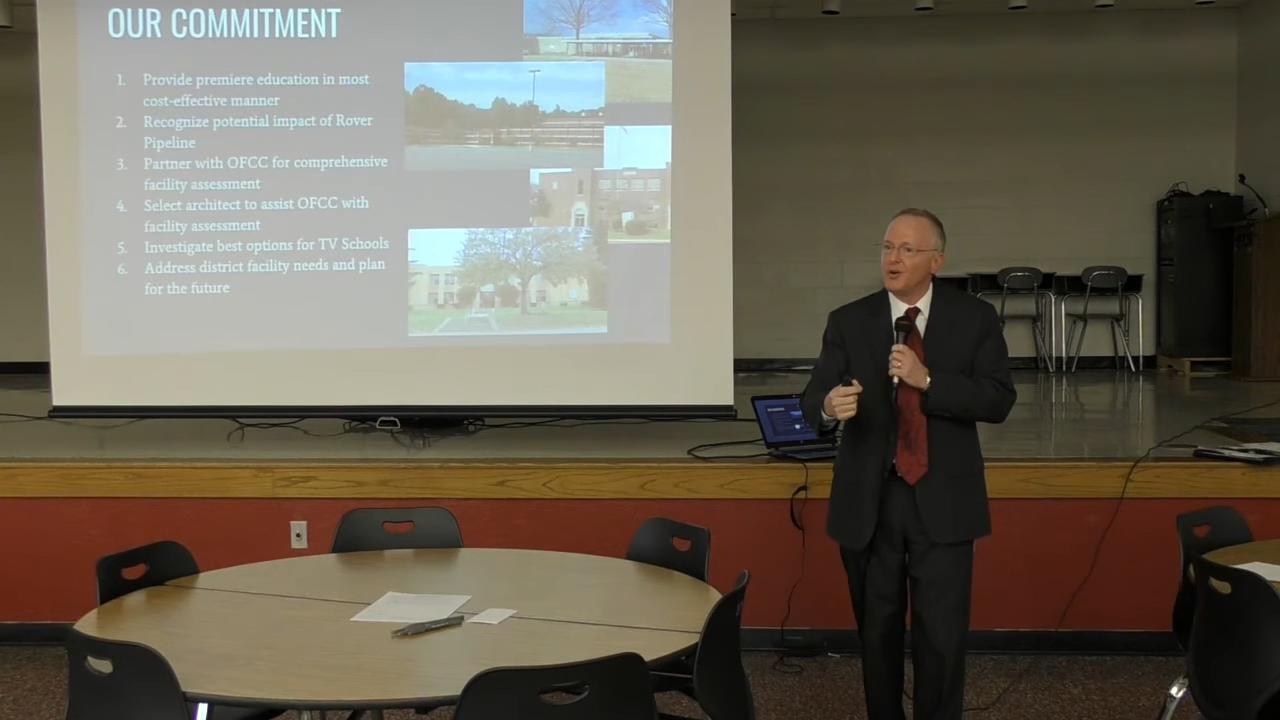 OUR COMMITMENT
1. Provide premiere education in most
cost-effective manner
2. Recognize potential impact of Rover
Pipeline
3. Partner with OFCC for comprehensive
facility assessment
4. Select architect to assist OFCC with
facility assessment
5. Investigate best options for TV Schools
6. Address district facility needs and plan
for the future